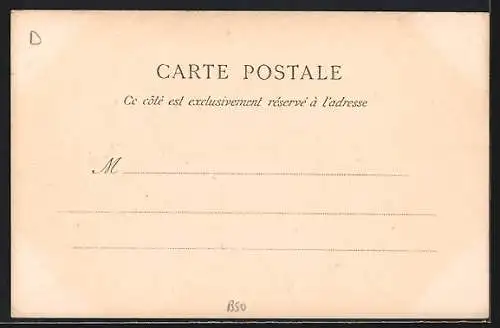 D
CARTE POSTALE
Ce côté est exclusivement réservé à l'adresse
M
B50